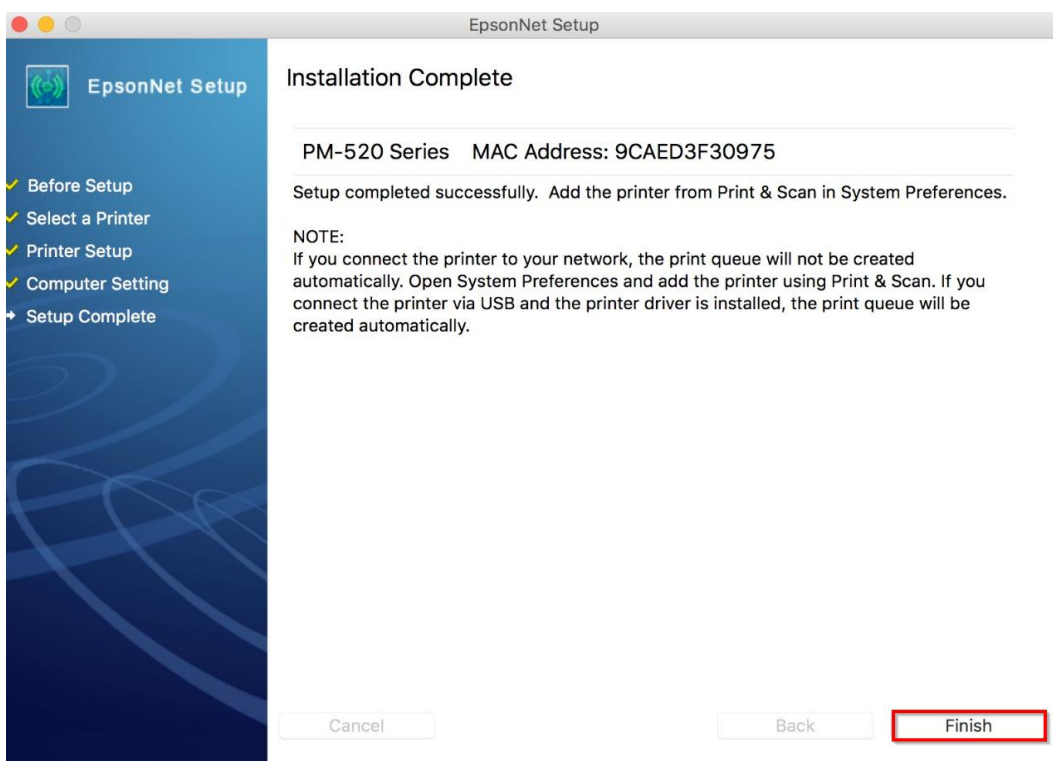 EpsonNet Setup
EpsonNet Setup
Before Setup
Select a Printer
Printer Setup
Computer Setting
Setup Complete
Installation Complete
PM-520 Series MAC Address: 9CAED3F30975
Setup completed successfully. Add the printer from Print & Scan in System Preferences.
NOTE:
If you connect the printer to your network, the print queue will not be created
automatically. Open System Preferences and add the printer using Print & Scan. If you
connect the printer via USB and the printer driver is installed, the print queue will be
created automatically.
Cancel
Back
Finish